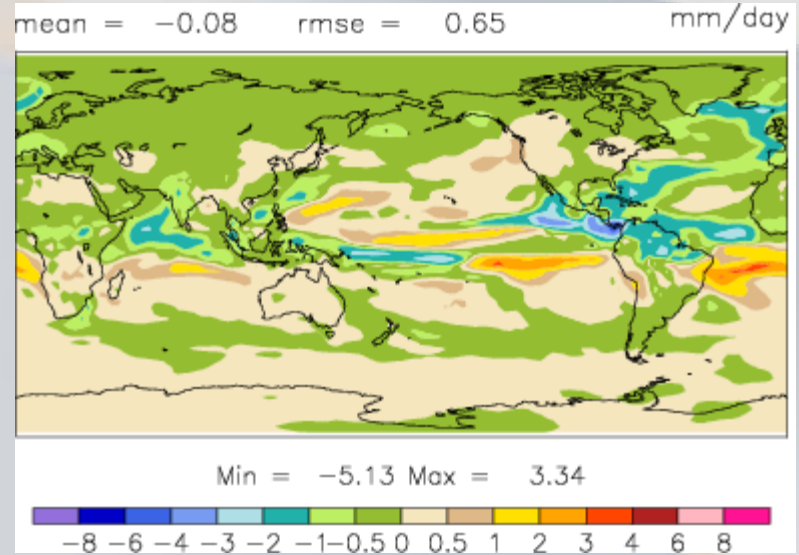 mean = −0.08 rmse = 0.65 mm/day
Min = −5.13 Max = 3.34
−8 −6 −4 −3 −2 −1 −0.5 0 0.5 1 2 3 4 6 8